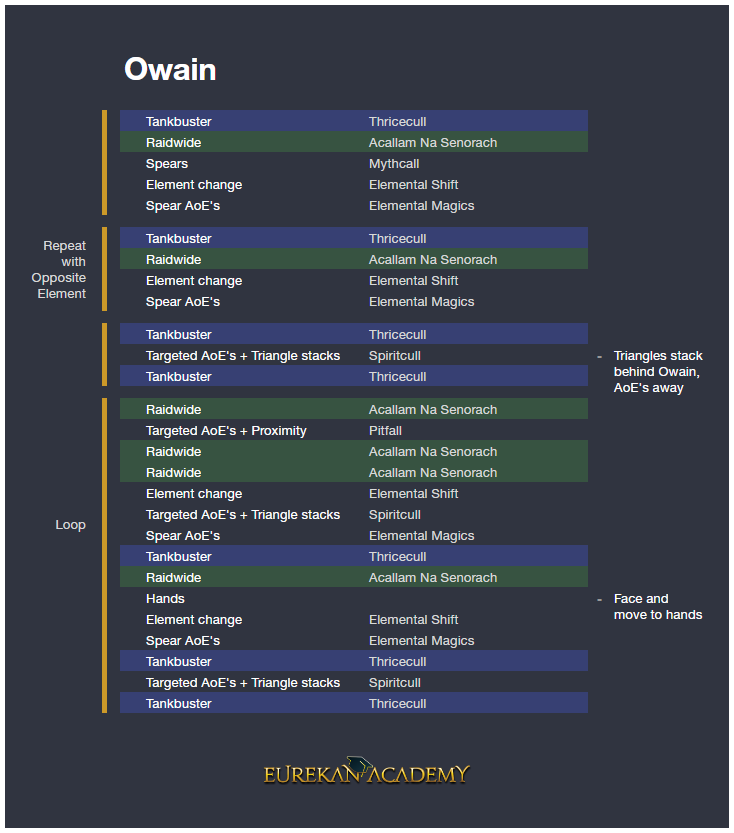 Owain
Tankbuster Thricecull
Raidwide Acallam Na Senorach
Spears Mythcall
Element change Elemental Shift
Spear AoE's Elemental Magics
Repeat
with
Opposite
Element
Tankbuster Thricecull
Raidwide Acallam Na Senorach
Element change Elemental Shift
Spear AoE's Elemental Magics
Tankbuster Thricecull
Targeted AoE's + Triangle stacks Spiritcull
Tankbuster Thricecull
- Triangles stack
behind Owain,
AoE's away
Loop
Raidwide Acallam Na Senorach
Targeted AoE's + Proximity Pitfall
Raidwide Acallam Na Senorach
Raidwide Acallam Na Senorach
Element change Elemental Shift
Targeted AoE's + Triangle stacks Spiritcull
Spear AoE's Elemental Magics
Tankbuster Thricecull
Raidwide Acallam Na Senorach
Hands
- Face and
move to hands
Element change Elemental Shift
Spear AoE's Elemental Magics
Tankbuster Thricecull
Targeted AoE's + Triangle stacks Spiritcull
Tankbuster Thricecull
EUREKAN ACADEMY